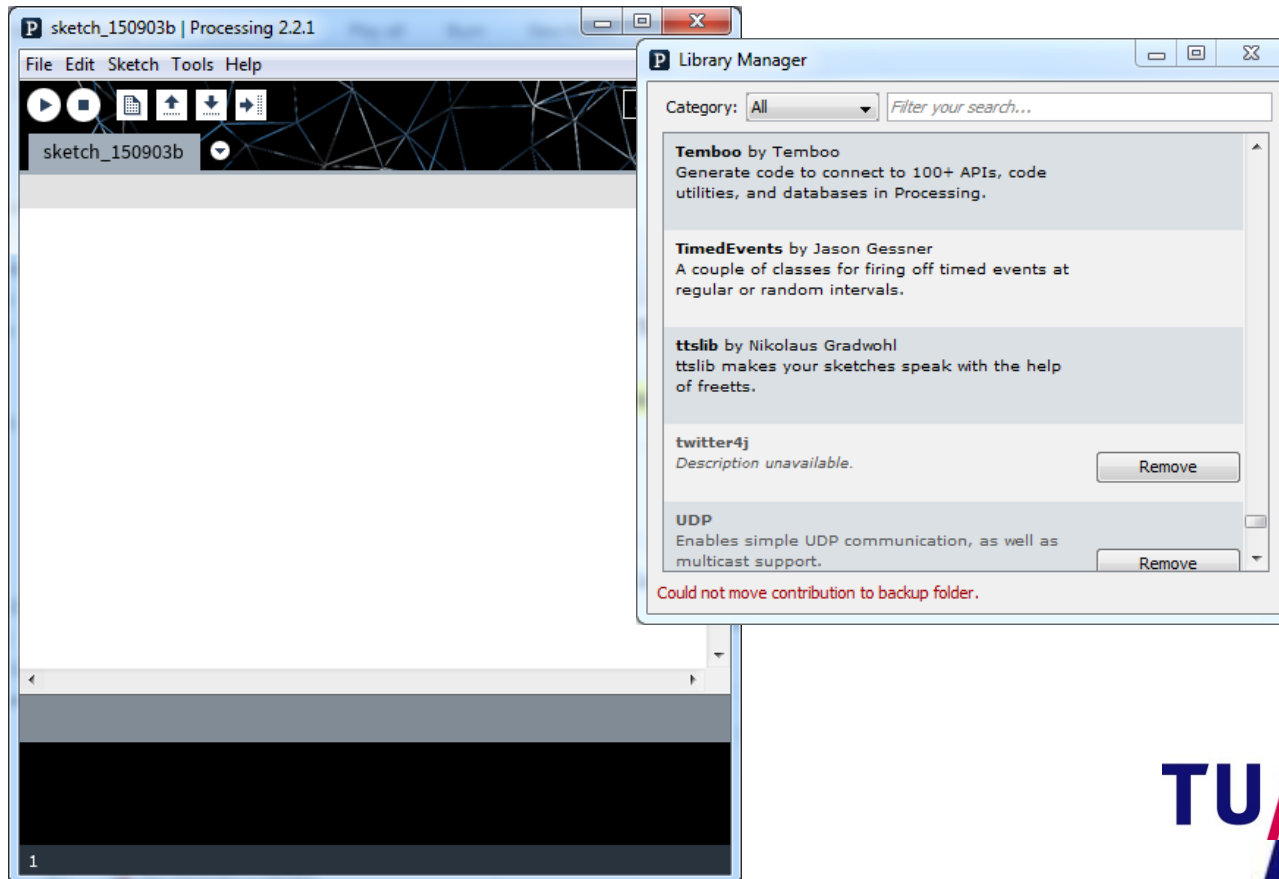 sketch_150903b | Processing 2.2.1
File Edit Sketch Tools Help
sketch_150903b
1
Library Manager
Category: All Filter your search...
Temboo by Temboo
Generate code to connect to 100+ APIs, code
utilities, and databases in Processing.
TimedEvents by Jason Gessner
A couple of classes for firing off timed events at
regular or random intervals.
ttslib by Nikolaus Gradwohl
ttslib makes your sketches speak with the help
of freetts.
twitter4j
Description unavailable.
Remove
UDP
Enables simple UDP communication, as well as
multicast support.
Remove
Could not move contribution to backup folder.
TU